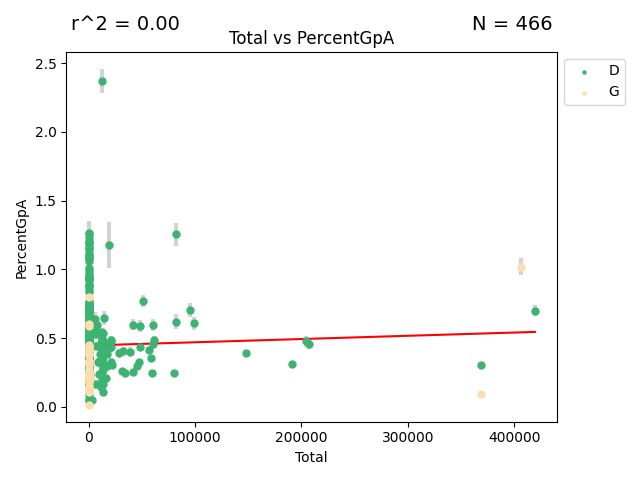 r^2 = 0.00
N = 466
Total vs PercentGpA
2.5
2.0
1.5
1.0
0.5
0.0
PercentGpA
0
100000
200000
300000
400000
Total
D
G